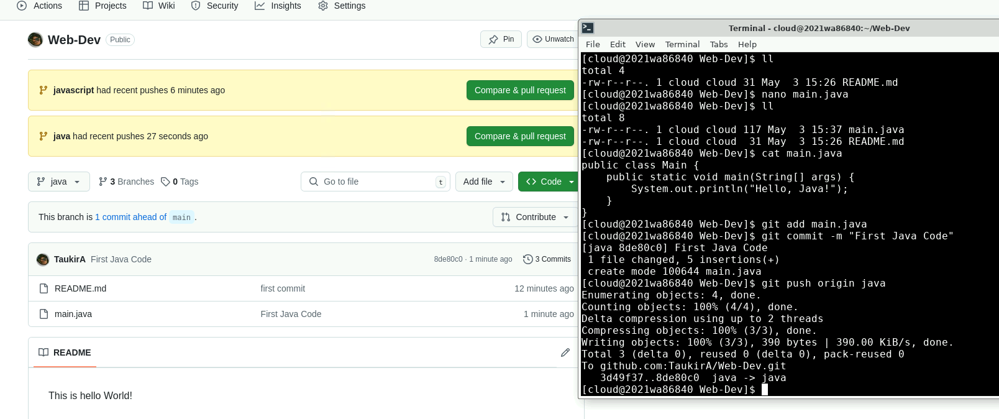 Actions Projects Wiki Security Insights Settings
Web-Dev Public
Pin Unwatch
javascript had recent pushes 6 minutes ago
Compare & pull request
java had recent pushes 27 seconds ago
Compare & pull request
java 3 Branches 0 Tags
Go to file t
Add file
Code
This branch is 1 commit ahead of main.
Contribute
TaukirA First Java Code 8de80c0 · 1 minute ago 3 Commits
README.md first commit 12 minutes ago
main.java First Java Code 1 minute ago
README
This is hello World!
Terminal - cloud@2021wa86840:~/Web-Dev
File Edit View Terminal Tabs Help
[cloud@2021wa86840 Web-Dev]$ ll
total 4
-rw-r--r--. 1 cloud cloud 31 May  3 15:26 README.md
[cloud@2021wa86840 Web-Dev]$ nano main.java
[cloud@2021wa86840 Web-Dev]$ ll
total 8
-rw-r--r--. 1 cloud cloud 117 May  3 15:37 main.java
-rw-r--r--. 1 cloud cloud  31 May  3 15:26 README.md
[cloud@2021wa86840 Web-Dev]$ cat main.java
public class Main {
    public static void main(String[] args) {
        System.out.println("Hello, Java!");
    }
}
[cloud@2021wa86840 Web-Dev]$ git add main.java
[cloud@2021wa86840 Web-Dev]$ git commit -m "First Java Code"
[java 8de80c0] First Java Code
 1 file changed, 5 insertions(+)
 create mode 100644 main.java
[cloud@2021wa86840 Web-Dev]$ git push origin java
Enumerating objects: 4, done.
Counting objects: 100% (4/4), done.
Delta compression using up to 2 threads
Compressing objects: 100% (3/3), done.
Writing objects: 100% (3/3), 390 bytes | 390.00 KiB/s, done.
Total 3 (delta 0), reused 0 (delta 0), pack-reused 0
To github.com:TaukirA/Web-Dev.git
   3d49f37..8de80c0  java -> java
[cloud@2021wa86840 Web-Dev]$